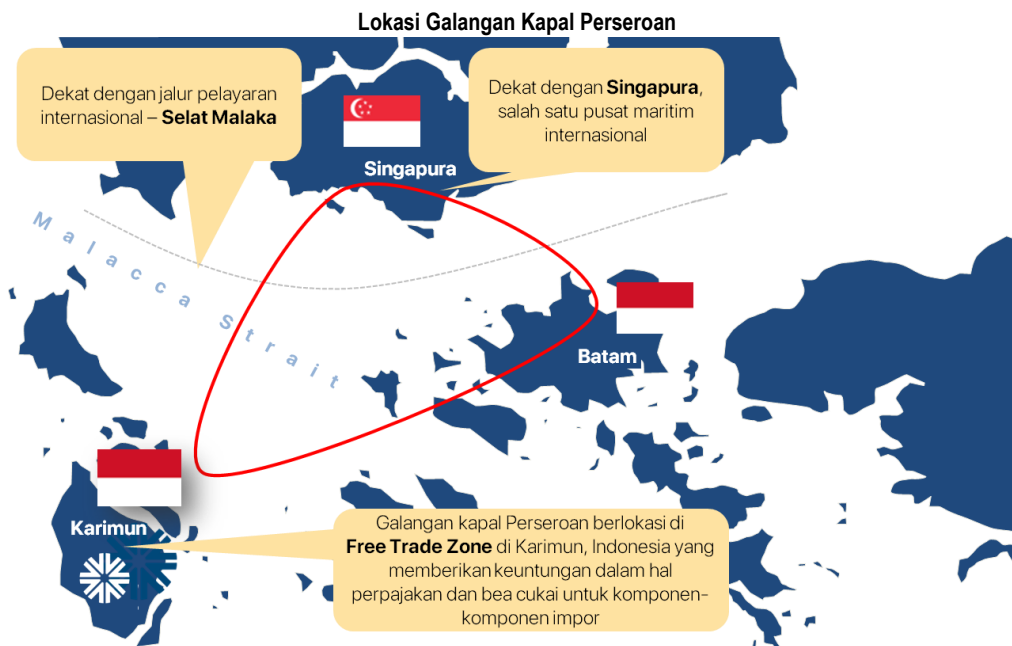 Lokasi Galangan Kapal Perseroan
Dekat dengan jalur pelayaran
internasional – Selat Malaka
Dekat dengan Singapura,
salah satu pusat maritim
internasional
Singapura
Malacca Strait
Batam
Karimun
Galangan kapal Perseroan berlokasi di
Free Trade Zone di Karimun, Indonesia yang
memberikan keuntungan dalam hal
perpajakan dan bea cukai untuk komponen-
komponen impor